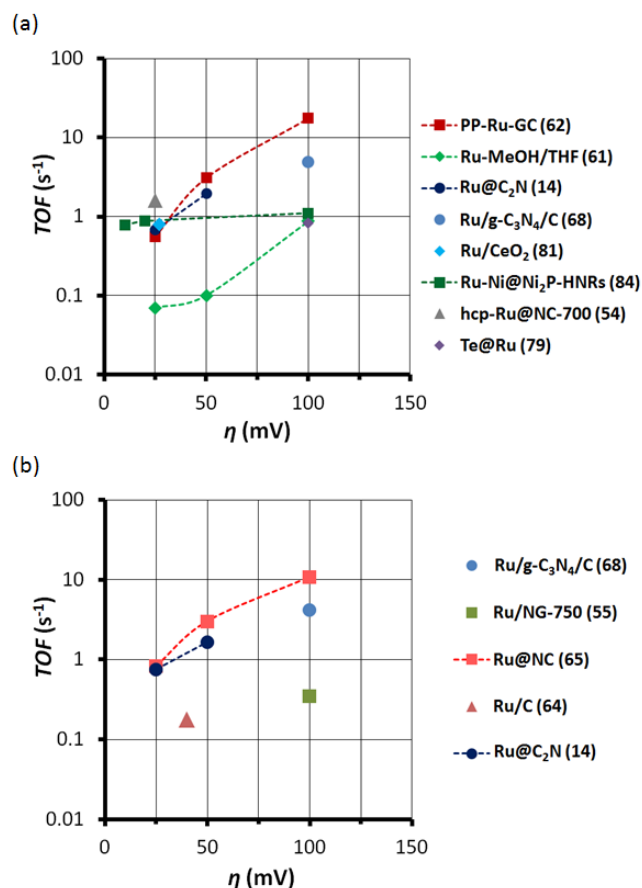 (a)
TOF (s⁻¹)
100
10
1
0.1
0.01
0
50
100
150
η (mV)
PP-Ru-GC (62)
Ru-MeOH/THF (61)
Ru@C₂N (14)
Ru/g-C₃N₄/C (68)
Ru/CeO₂ (81)
Ru-Ni@Ni₂P-HNRs (84)
hcp-Ru@NC-700 (54)
Te@Ru (79)
(b)
TOF (s⁻¹)
100
10
1
0.1
0.01
0
50
100
150
η (mV)
Ru/g-C₃N₄/C (68)
Ru/NG-750 (55)
Ru@NC (65)
Ru/C (64)
Ru@C₂N (14)